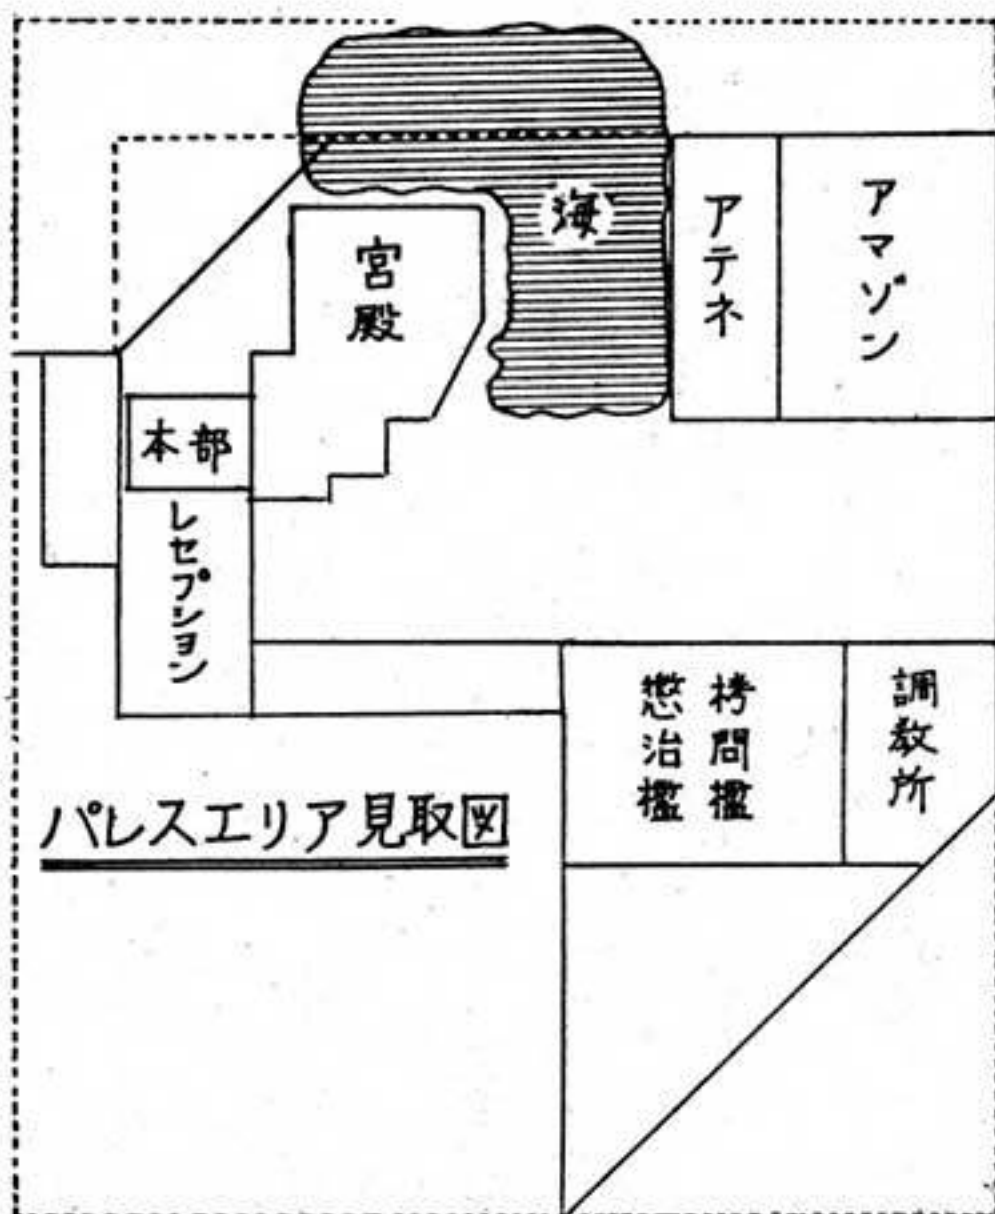 海
アテネ
アマゾン
宮殿
本部
レセプション
拷問檻
懲治檻
調教所
パレスエリア見取図